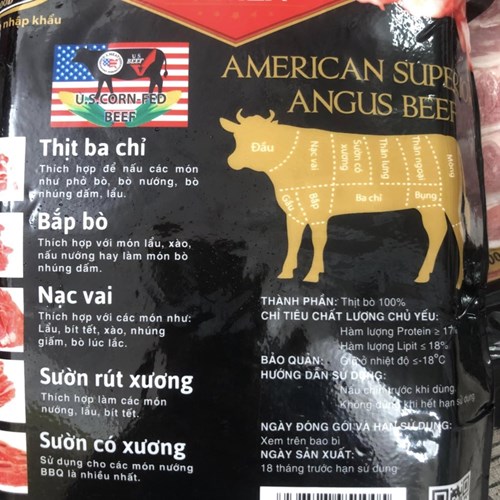 nhập khẩu
U.S.
BEEF
U.S.CORN-FED
BEEF
AMERICAN
ANGUS BEEF
Thịt ba chỉ
Thích hợp để nấu các món
như phở bò, bò nướng, bò
nhúng dấm, lẩu.
Bắp bò
Thích hợp với món lẩu, xào,
nấu nướng hay làm món bò
nhúng dấm.
Nạc vai
Thích hợp với các món như:
Lẩu, bít tết, xào, nhúng
giấm, bò lúc lắc.
Sườn rút xương
Thích hợp làm các món
nướng, lẩu, bít tết.
Sườn có xương
Sử dụng cho các món nướng
BBQ là nhiều nhất.
Đầu
Nạc vai
Sườn có
xương
Thăn lưng
Thăn ngoại
Mông
Gầu
Bắp
Ba chỉ
Bụng
THÀNH PHẦN: Thịt bò 100%
CHỈ TIÊU CHẤT LƯỢNG CHỦ YẾU:
Hàm lượng Protein ≥ 17%
Hàm lượng Lipit ≤ 18%
BẢO QUẢN: Giữ ở nhiệt độ ≤-18°C
HƯỚNG DẪN SỬ DỤNG:
Nấu chín trước khi dùng.
Không dùng khi hết hạn sử dụng
NGÀY ĐÓNG GÓI VÀ HẠN SỬ DỤNG:
Xem trên bao bì
NGÀY SẢN XUẤT:
18 tháng trước hạn sử dụng